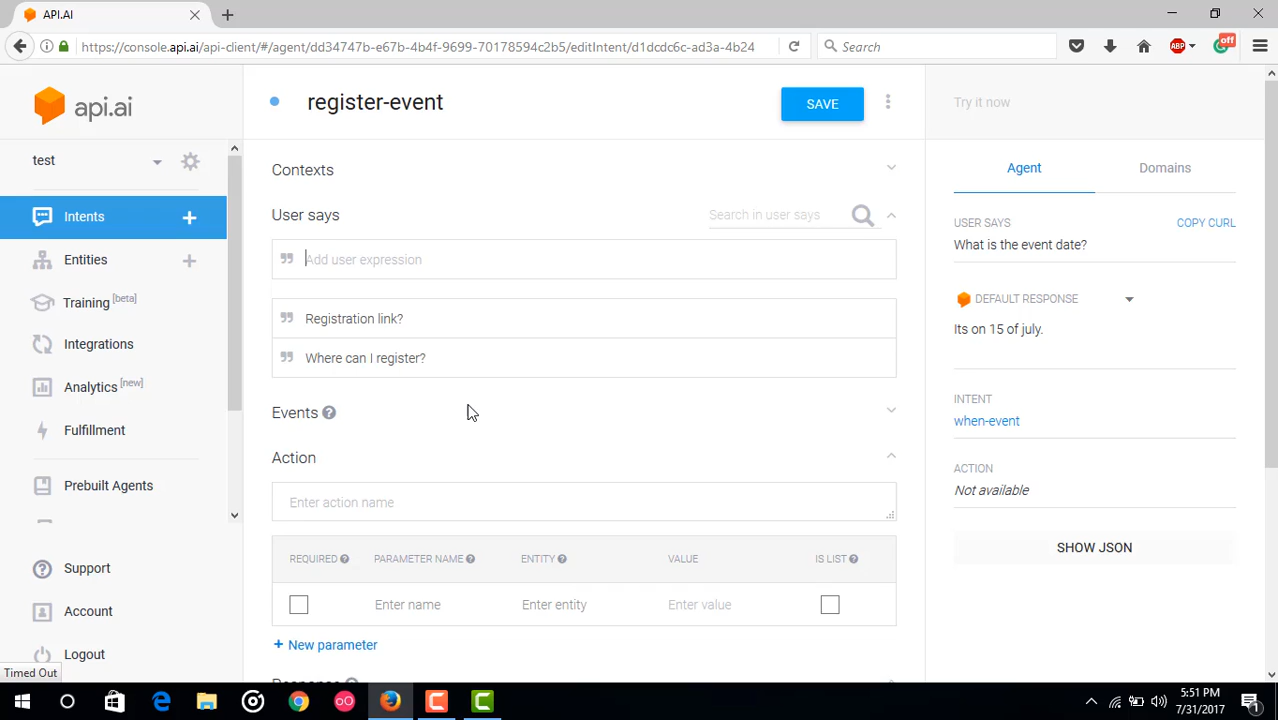 API.AI
https://console.api.ai/api-client/#/agent/dd34747b-e67b-4b4f-9699-701785f4c2b5/editIntent/d1dcdc6c-ad3a-4b24
Search
ABP
off
api.ai
register-event
SAVE
Try it now
test
Contexts
Agent
Domains
Intents
User says
Search in user says
USER SAYS
COPY CURL
What is the event date?
Entities
Add user expression
Training [beta]
DEFAULT RESPONSE
Registration link?
Its on 15 of july.
Integrations
Where can I register?
Analytics [new]
INTENT
when-event
Events
Fulfillment
Action
ACTION
Not available
Prebuilt Agents
Enter action name
SHOW JSON
REQUIRED
PARAMETER NAME
ENTITY
VALUE
IS LIST
Support
Enter name
Enter entity
Enter value
Account
+ New parameter
Logout
Timed Out
Response
5:51 PM
7/31/2017
1